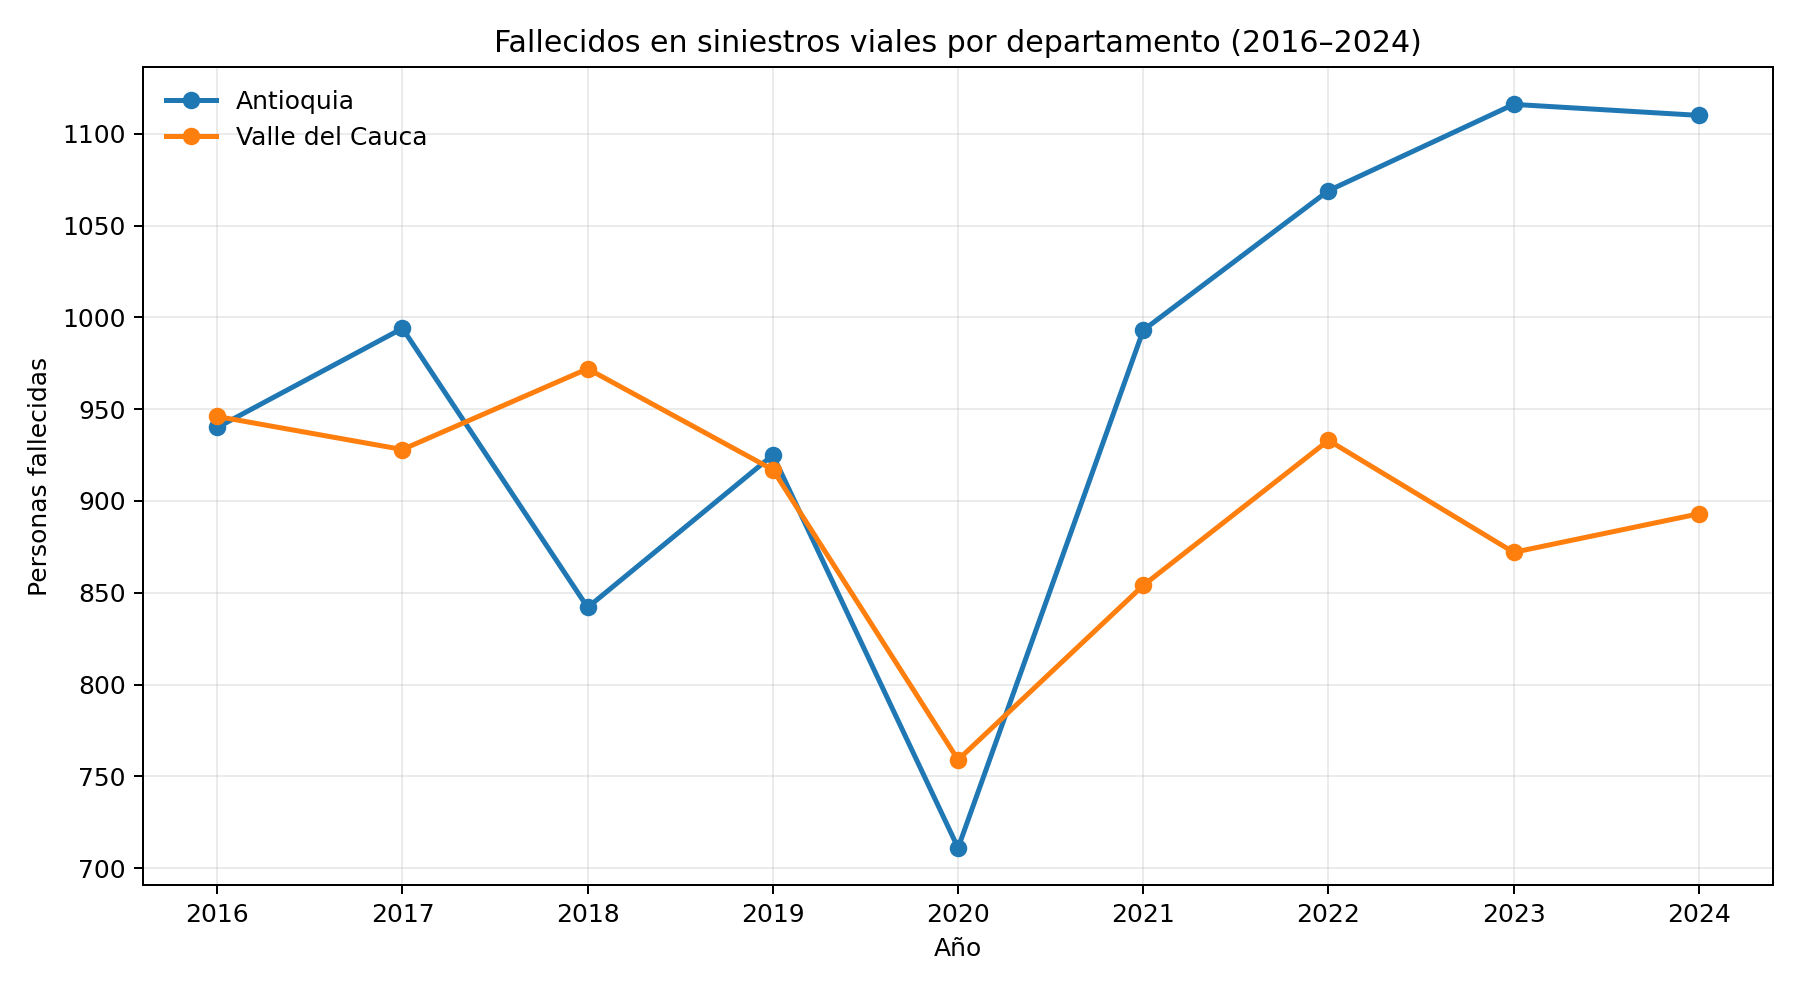 Fallecidos en siniestros viales por departamento (2016–2024)
Antioquia
Valle del Cauca
1100
1050
1000
950
900
850
800
750
700
Personas fallecidas
2016 2017 2018 2019 2020 2021 2022 2023 2024
Año